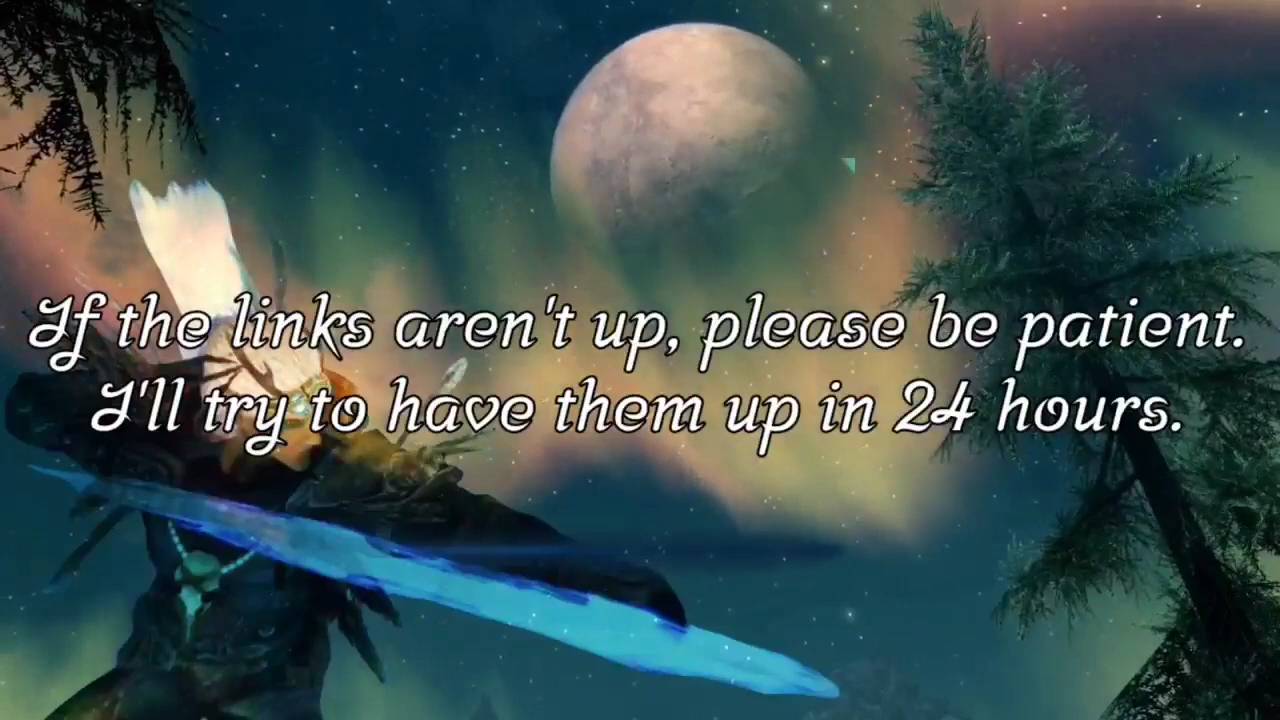 If the links aren't up, please be patient.
I'll try to have them up in 24 hours.